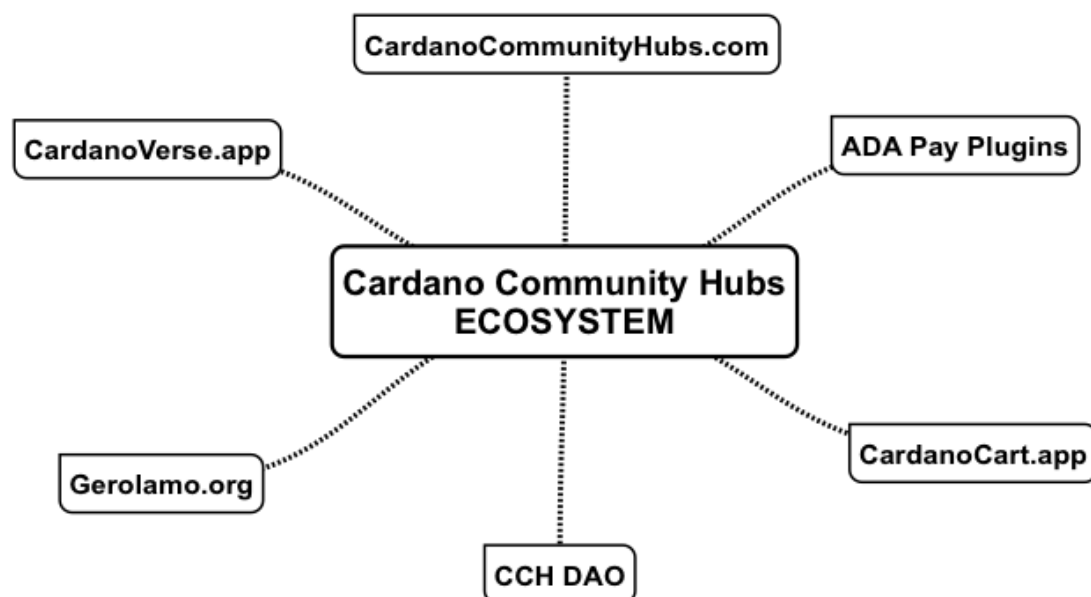 CardanoCommunityHubs.com
CardanoVerse.app
ADA Pay Plugins
Cardano Community Hubs
ECOSYSTEM
Gerolamo.org
CardanoCart.app
CCH DAO